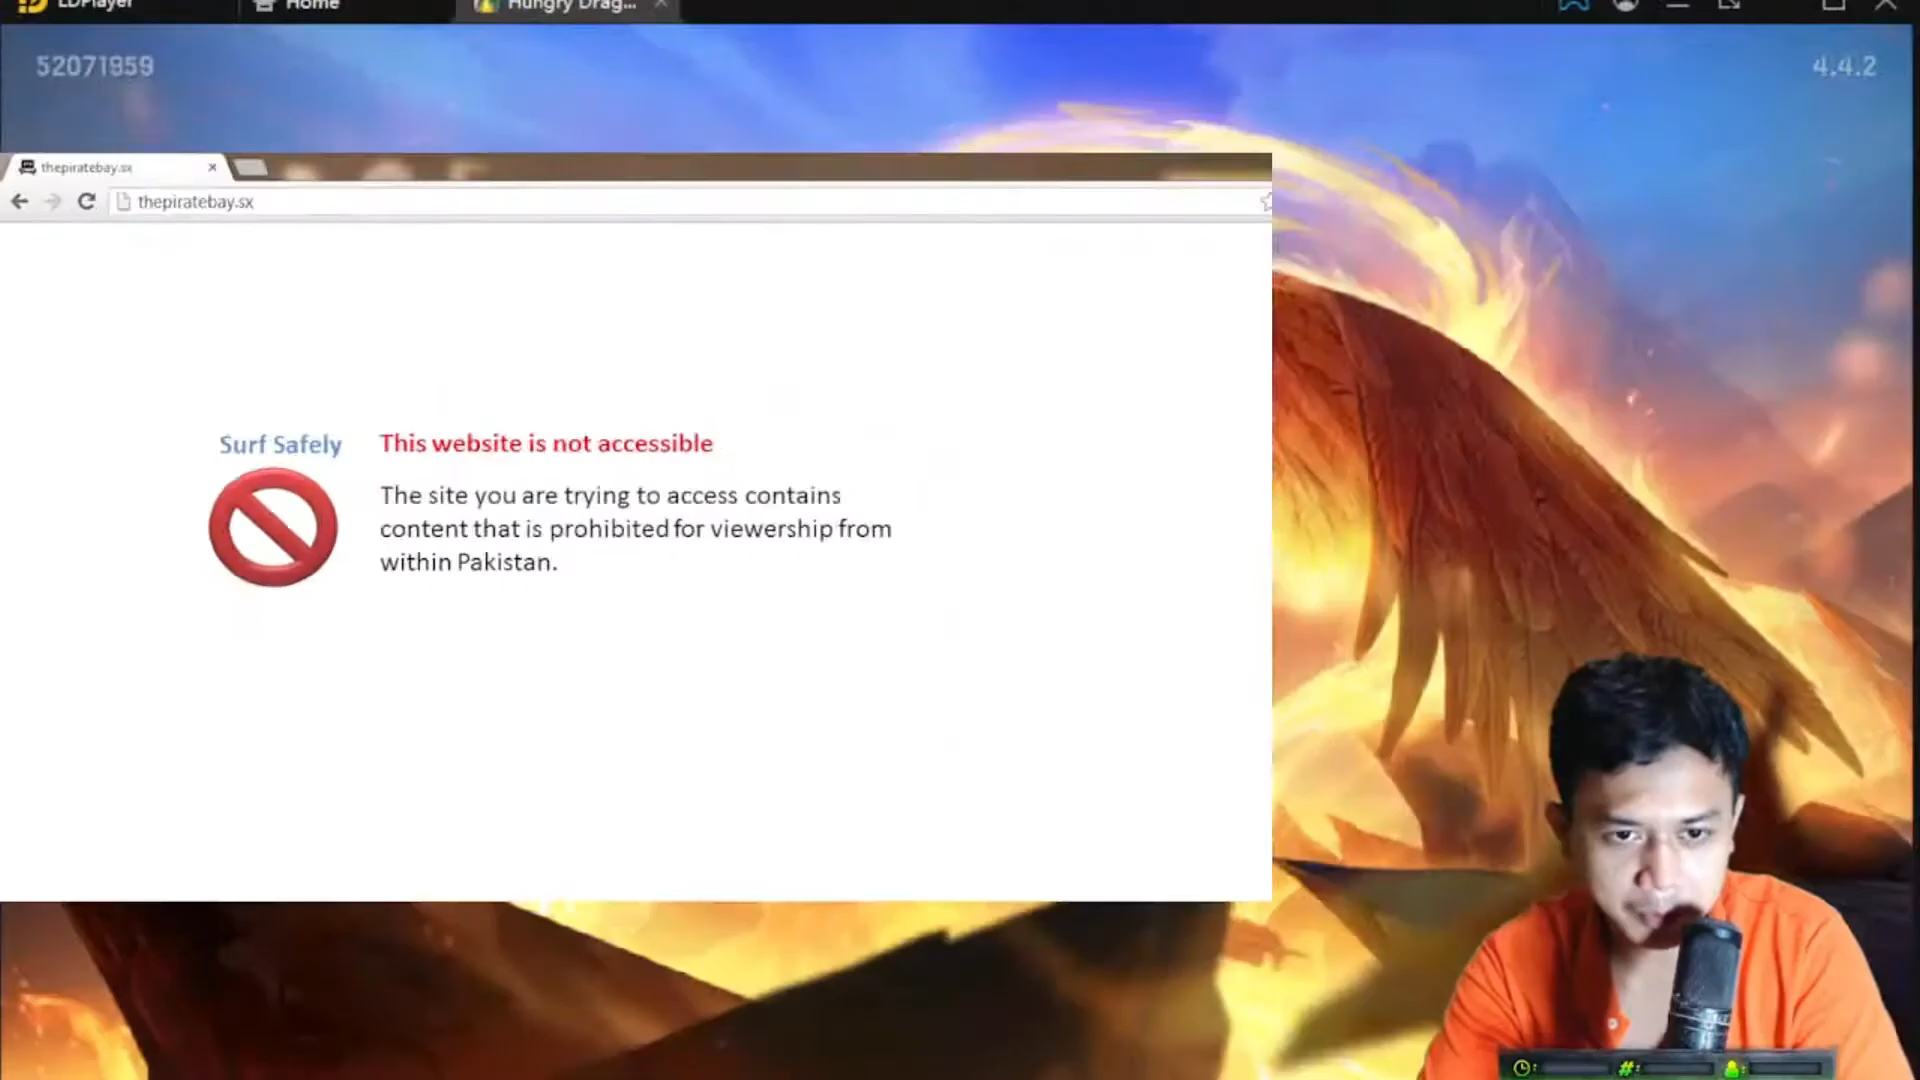 LDPlayer
Home
Hungry Drag...
52071959
4.4.2
thepiratebay.sx
thepiratebay.sx
Surf Safely
This website is not accessible
The site you are trying to access contains
content that is prohibited for viewership from
within Pakistan.